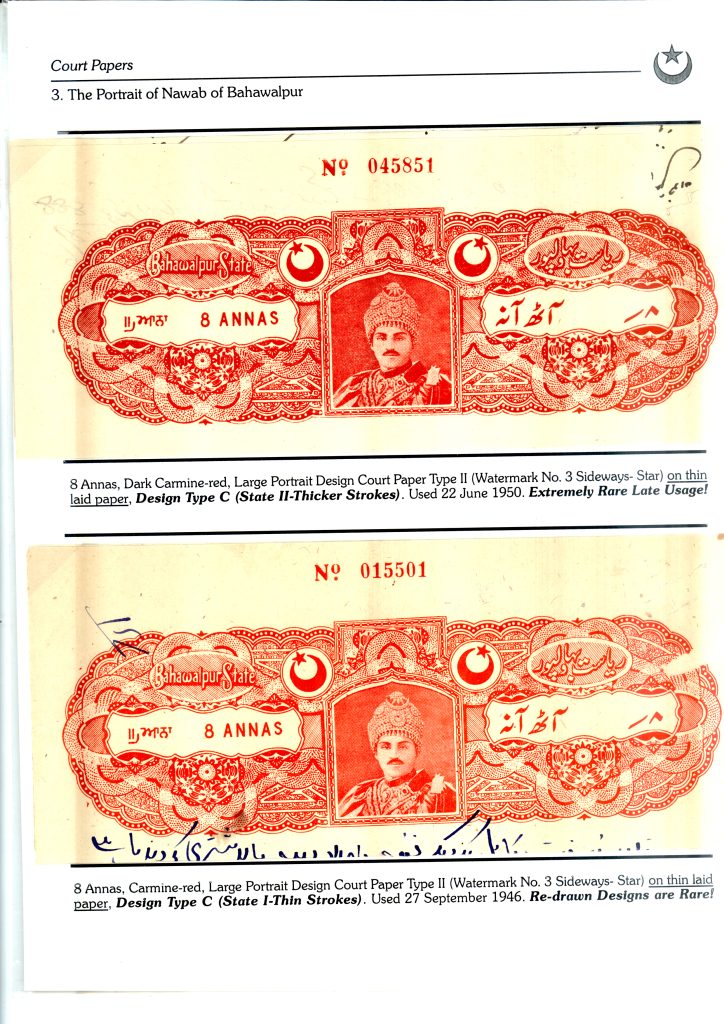 Court Papers
3. The Portrait of Nawab of Bahawalpur
Nº 045851
Bahawalpur State
ریاست بہاولپور
॥ਆਨਾ 8 ANNAS
آٹھ آنہ ۸؍
8 Annas, Dark Carmine-red, Large Portrait Design Court Paper Type II (Watermark No. 3 Sideways- Star) on thin
laid paper, Design Type C (State II-Thicker Strokes). Used 22 June 1950. Extremely Rare Late Usage!
Nº 015501
Bahawalpur State
ریاست بہاولپور
॥ਆਨਾ 8 ANNAS
آٹھ آنہ ۸؍
8 Annas, Carmine-red, Large Portrait Design Court Paper Type II (Watermark No. 3 Sideways- Star) on thin laid
paper, Design Type C (State I-Thin Strokes). Used 27 September 1946. Re-drawn Designs are Rare!